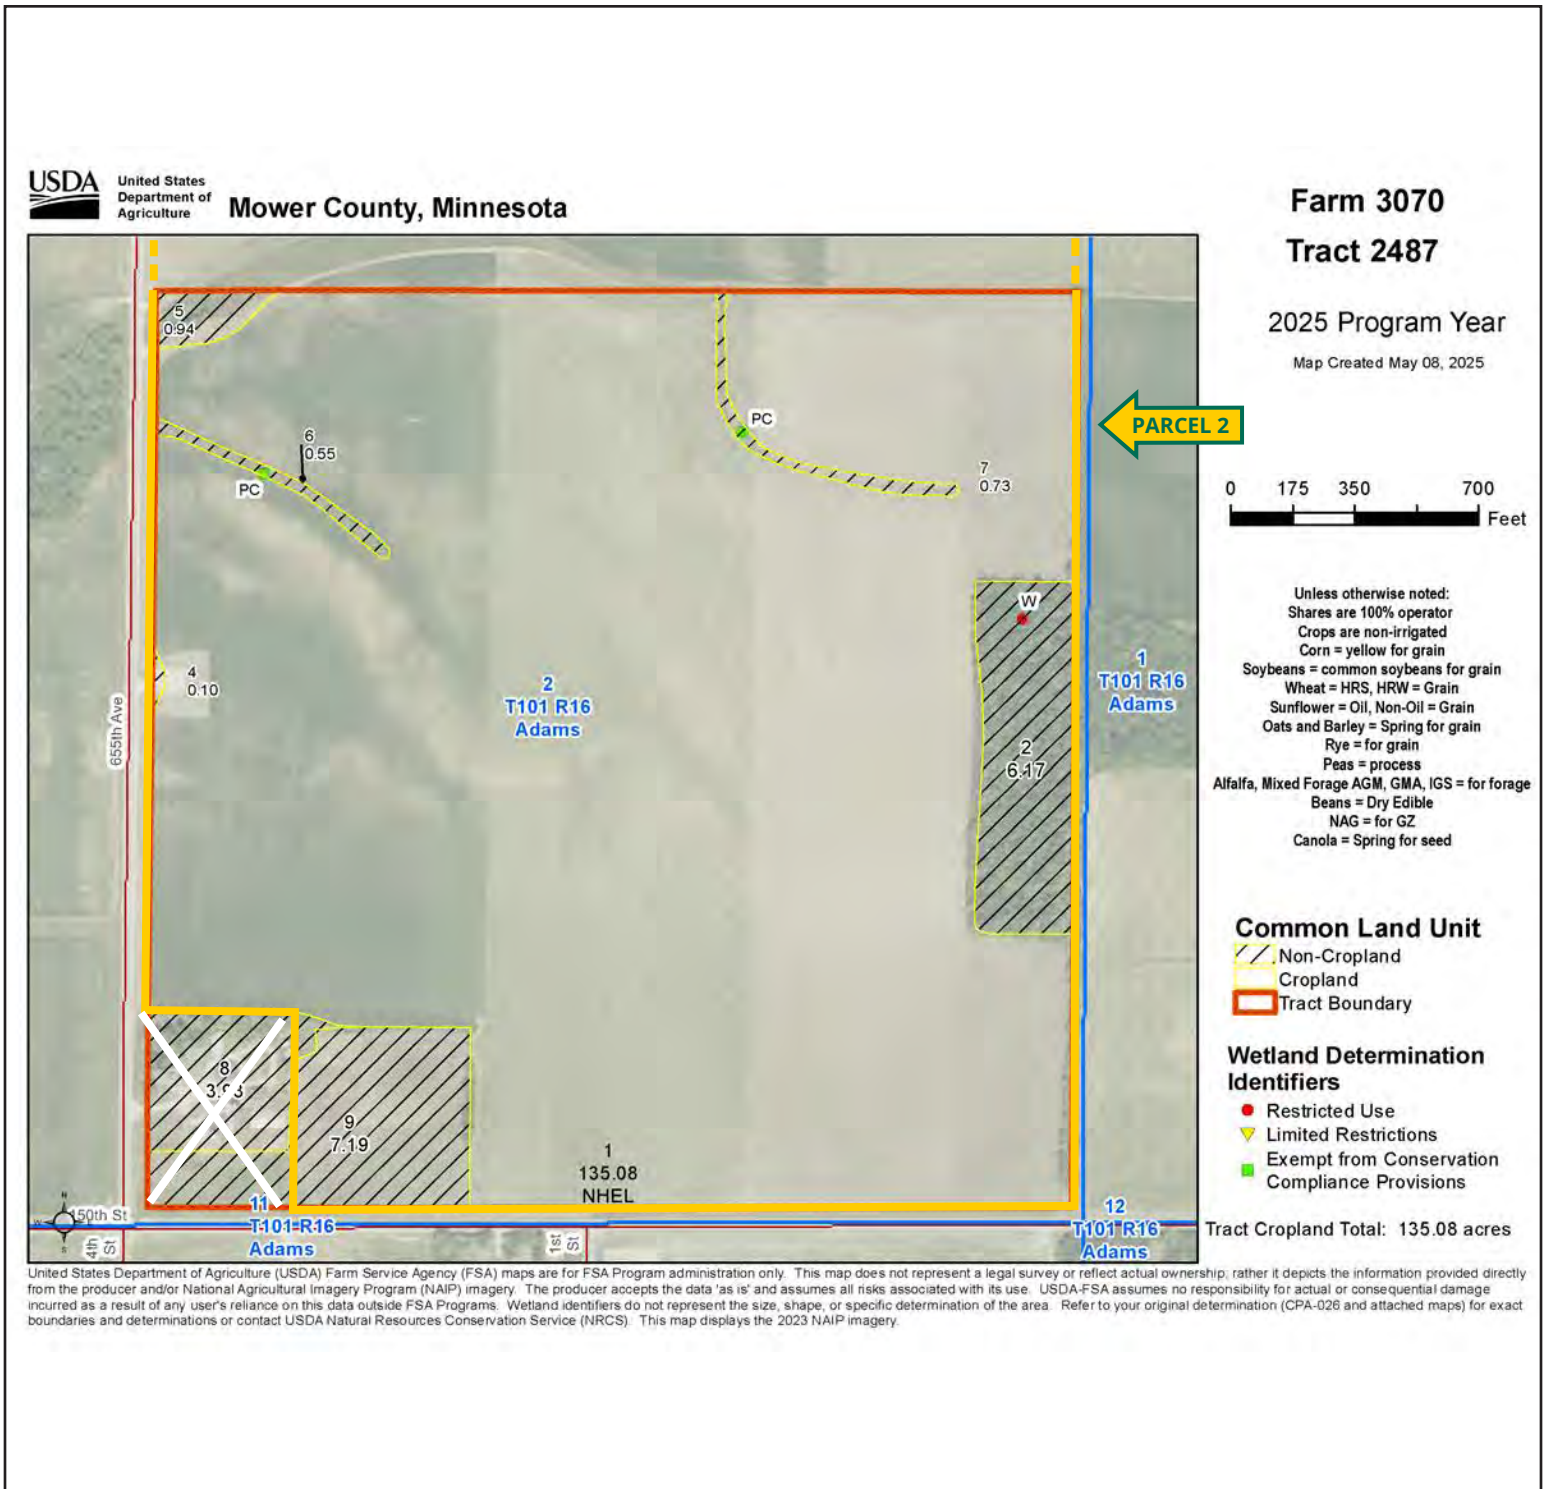 USDA
United States
Department of
Agriculture
Mower County, Minnesota
Farm 3070
Tract 2487
2025 Program Year
Map Created May 08, 2025
5
0.94
6
0.55
PC
PC
7
0.73
PARCEL 2
0 175 350 700
Feet
W
4
0.10
655th Ave
2
T101 R16
Adams
1
T101 R16
Adams
2
6.17
Unless otherwise noted:
Shares are 100% operator
Crops are non-irrigated
Corn = yellow for grain
Soybeans = common soybeans for grain
Wheat = HRS, HRW = Grain
Sunflower = Oil, Non-Oil = Grain
Oats and Barley = Spring for grain
Rye = for grain
Peas = process
Alfalfa, Mixed Forage AGM, GMA, IGS = for forage
Beans = Dry Edible
NAG = for GZ
Canola = Spring for seed
Common Land Unit
Non-Cropland
Cropland
Tract Boundary
Wetland Determination
Identifiers
Restricted Use
Limited Restrictions
Exempt from Conservation
Compliance Provisions
Tract Cropland Total: 135.08 acres
8
9
7.19
1
135.08
NHEL
N
W
S
150th St
4th
St
11
T101 R16
Adams
1st
St
12
T101 R16
Adams
United States Department of Agriculture (USDA) Farm Service Agency (FSA) maps are for FSA Program administration only. This map does not represent a legal survey or reflect actual ownership; rather it depicts the information provided directly
from the producer and/or National Agricultural Imagery Program (NAIP) imagery. The producer accepts the data 'as is' and assumes all risks associated with its use. USDA-FSA assumes no responsibility for actual or consequential damage
incurred as a result of any user's reliance on this data outside FSA Programs. Wetland identifiers do not represent the size, shape, or specific determination of the area. Refer to your original determination (CPA-026 and attached maps) for exact
boundaries and determinations or contact USDA Natural Resources Conservation Service (NRCS). This map displays the 2023 NAIP imagery.